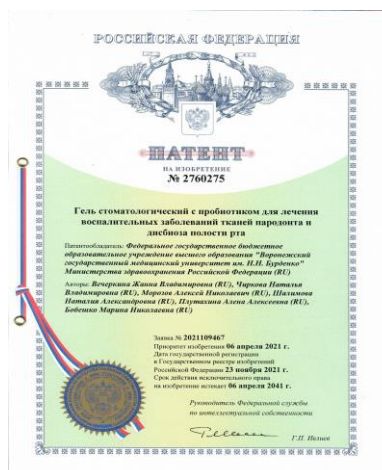 РОССИЙСКАЯ ФЕДЕРАЦИЯ
ПАТЕНТ
НА ИЗОБРЕТЕНИЕ
№ 2760275
Гель стоматологический с пробиотиком для лечения
воспалительных заболеваний тканей пародонта и
дисбиоза полости рта
Патентообладатель: Федеральное государственное бюджетное
образовательное учреждение высшего образования "Воронежский
государственный медицинский университет им. Н.Н. Бурденко"
Министерства здравоохранения Российской Федерации (RU)
Авторы: Вечеркина Жанна Владимировна (RU), Чиркова Наталья
Владимировна (RU), Морозов Алексей Николаевич (RU), Шалимова
Наталия Александровна (RU), Плутахина Алена Алексеевна (RU),
Бобешко Марина Николаевна (RU)
Заявка № 2021109467
Приоритет изобретения 06 апреля 2021 г.
Дата государственной регистрации
в Государственном реестре изобретений
Российской Федерации 23 ноября 2021 г.
Срок действия исключительного права
на изобретение истекает 06 апреля 2041 г.
Руководитель Федеральной службы
по интеллектуальной собственности
Г.П. Ивлиев